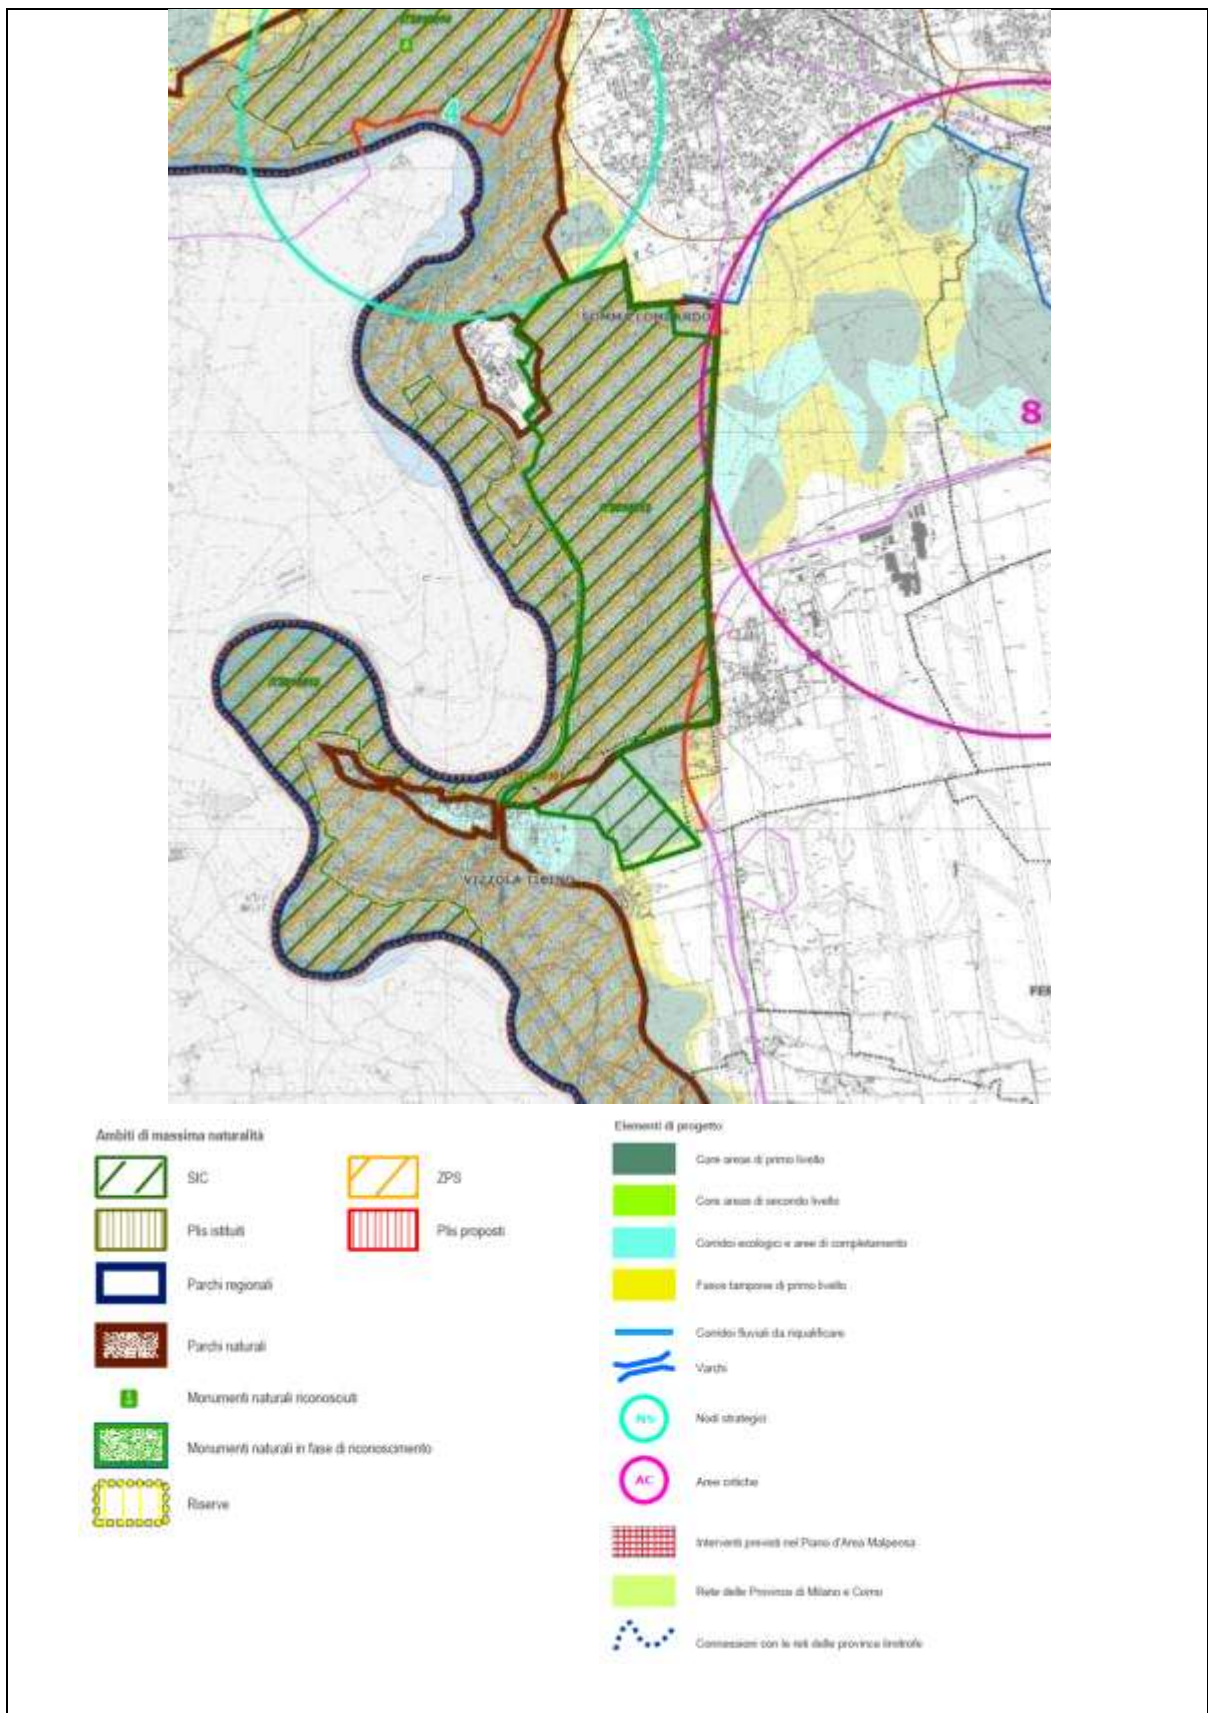 4
SOMMA LOMBARDO
8
VIZZOLA TICINO
FER
Ambiti di massima naturalità
SIC
ZPS
Plis istituiti
Plis proposti
Parchi regionali
Parchi naturali
Monumenti naturali riconosciuti
Monumenti naturali in fase di riconoscimento
Riserve
Elementi di progetto
Core areas di primo livello
Core areas di secondo livello
Corridoi ecologici e aree di completamento
Fasce tampone di primo livello
Corridoi fluviali da riqualificare
Varchi
NS
Nodi strategici
AC
Aree critiche
Interventi previsti nel Piano d'Area Malpensa
Rete delle Province di Milano e Como
Connessioni con le reti delle province limitrofe